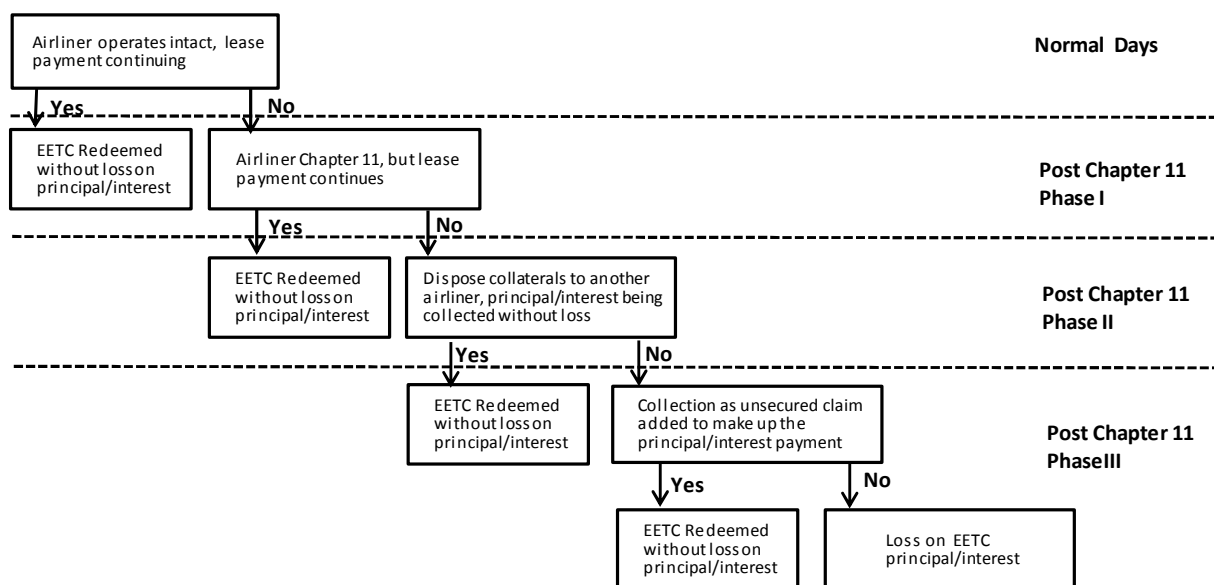 Airliner operates intact, lease
payment continuing
Normal Days
Yes
No
EETC Redeemed
without loss on
principal/interest
Airliner Chapter 11, but lease
payment continues
Post Chapter 11
Phase I
Yes
No
EETC Redeemed
without loss on
principal/interest
Dispose collaterals to another
airliner, principal/interest being
collected without loss
Post Chapter 11
Phase II
Yes
No
EETC Redeemed
without loss on
principal/interest
Collection as unsecured claim
added to make up the
principal/interest payment
Post Chapter 11
PhaseIII
Yes
No
EETC Redeemed
without loss on
principal/interest
Loss on EETC
principal/interest